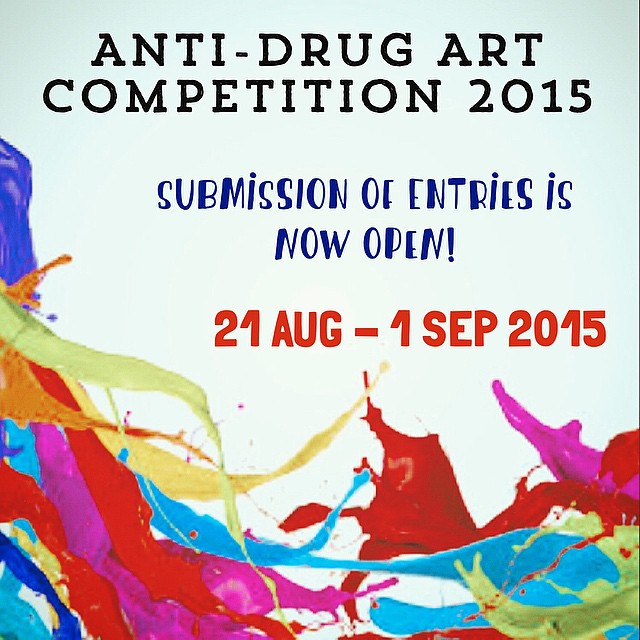 ANTI-DRUG ART
COMPETITION 2015
SUBMISSION OF ENTRIES IS
NOW OPEN!
21 AUG – 1 SEP 2015